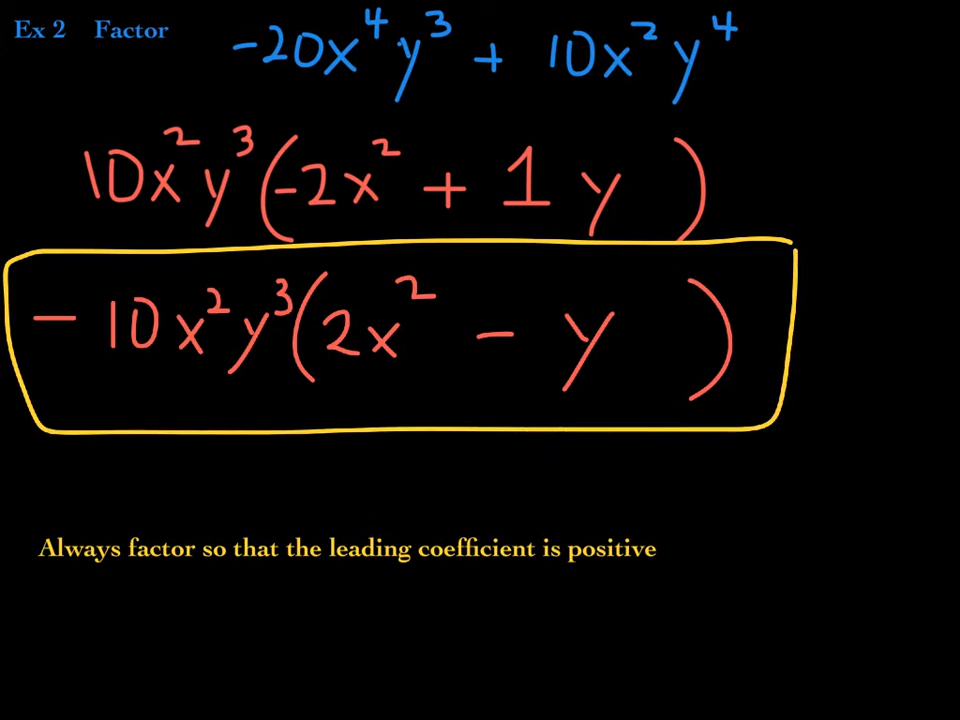 Ex 2 Factor -20x⁴y³ + 10x²y⁴
10x²y³(-2x² + 1y)
-10x²y³(2x² - y)
Always factor so that the leading coefficient is positive